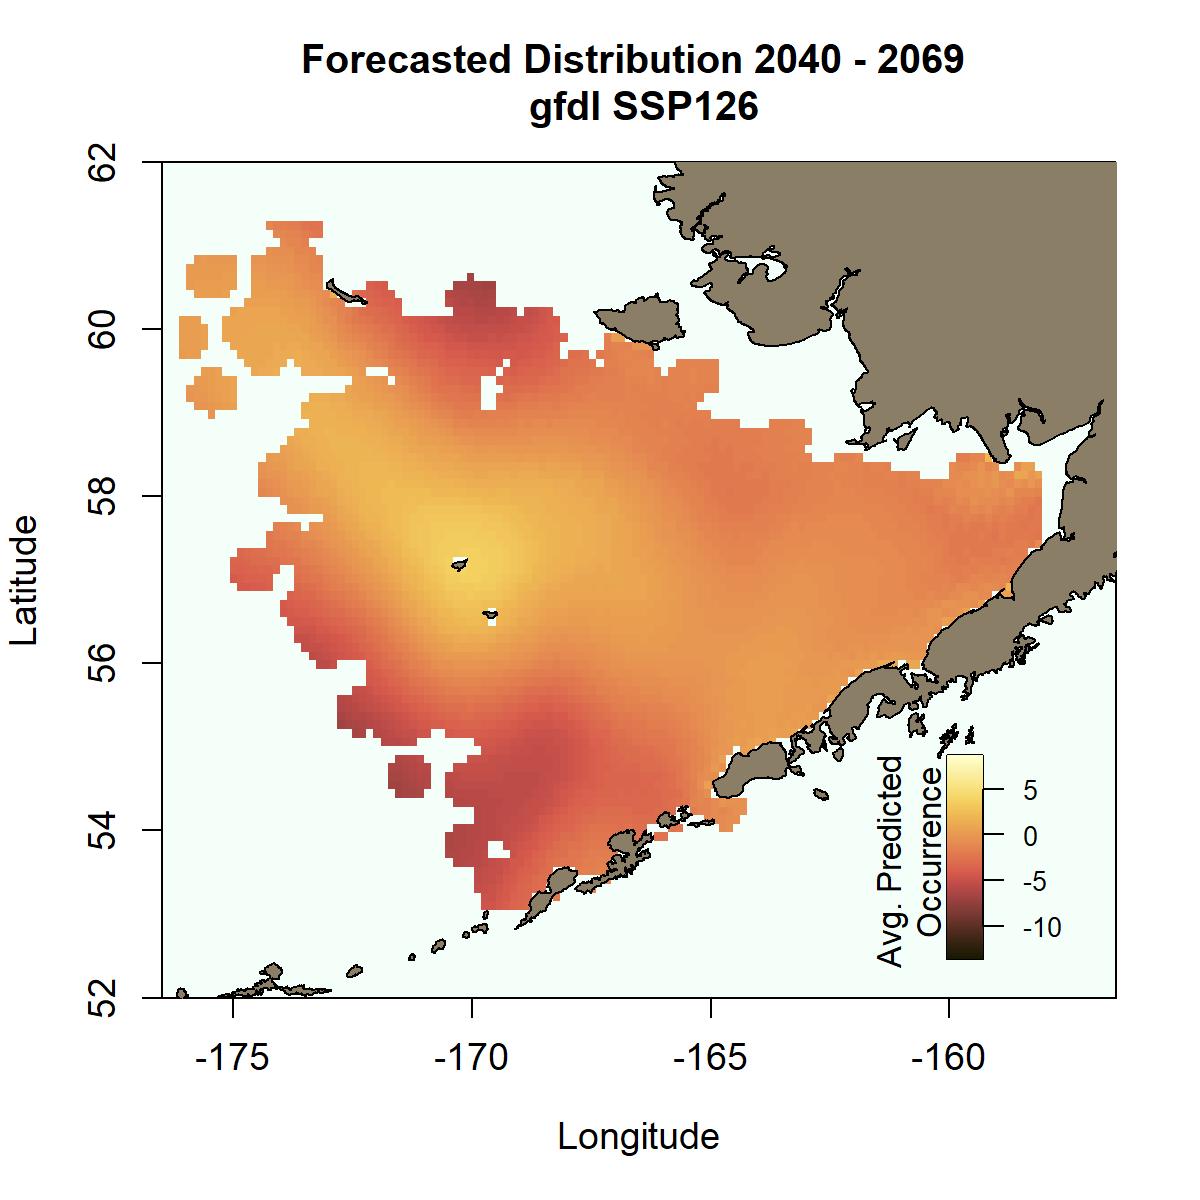 Forecasted Distribution 2040 - 2069
gfdl SSP126
62
60
58
56
54
52
Latitude
-175
-170
-165
-160
Longitude
Avg. Predicted
Occurrence
5
0
-5
-10